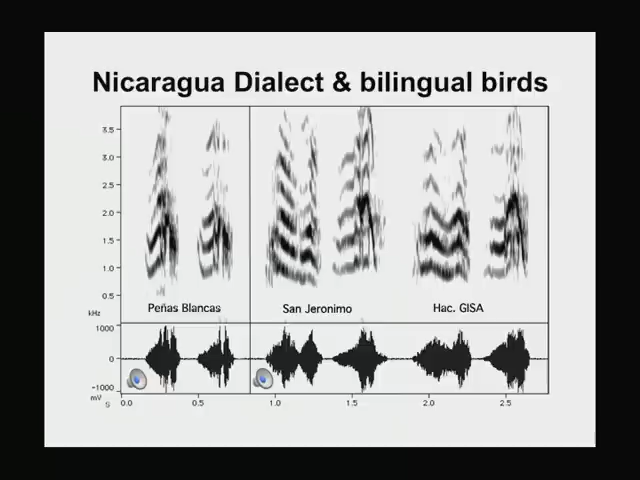 Nicaragua Dialect & bilingual birds
3.5
3.0
2.5
2.0
1.5
1.0
0.5
kHz
Peñas Blancas
San Jeronimo
Hac. GISA
1000
0
-1000
mV
S
0.0
0.5
1.0
1.5
2.0
2.5